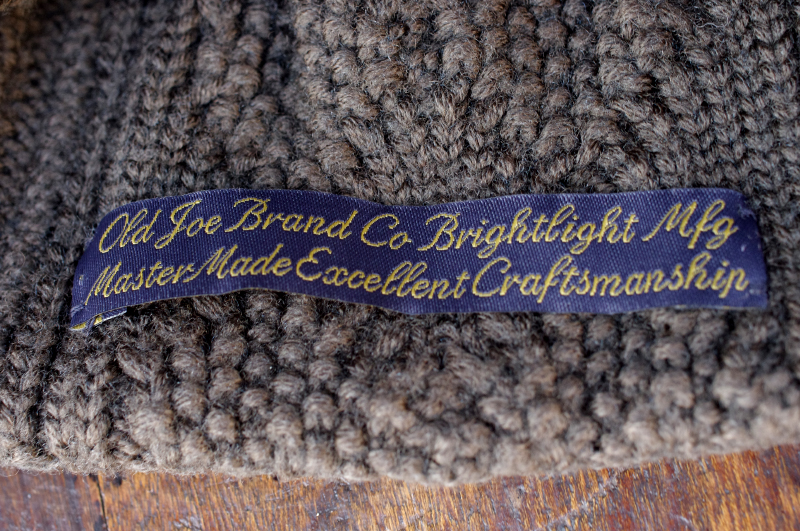 Old Joe Brand Co Brightlight Mfg
Master Made Excellent Craftsmanship